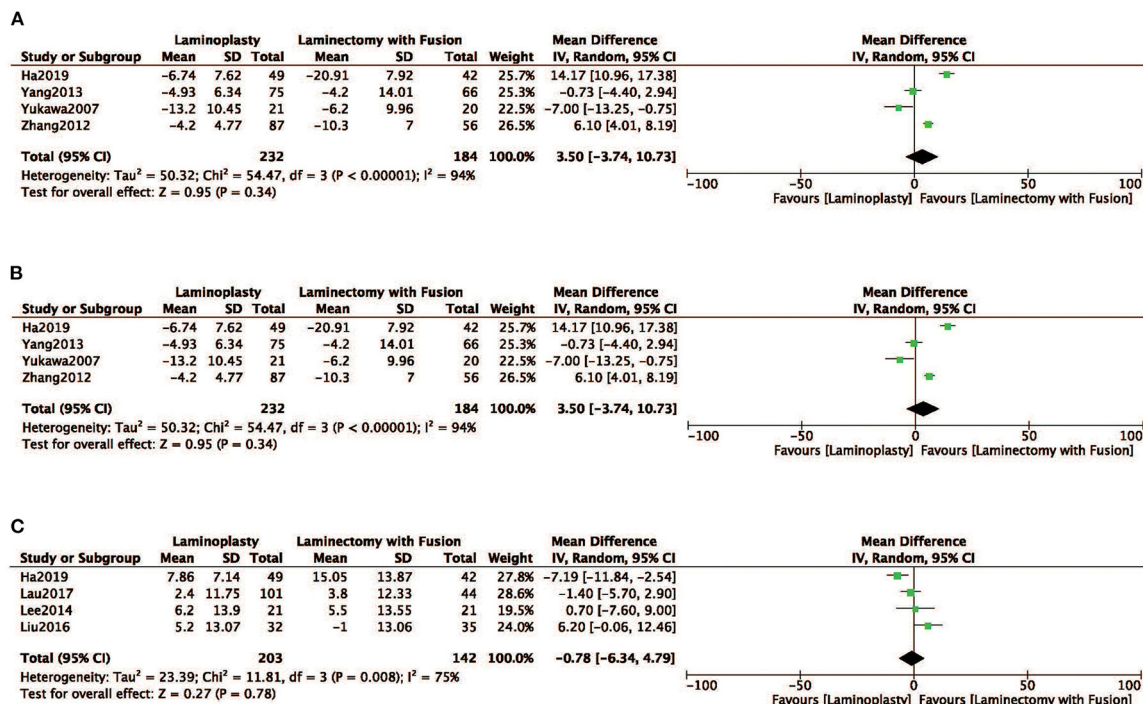 A
Laminoplasty Laminectomy with Fusion Mean Difference Mean Difference
Study or Subgroup Mean SD Total Mean SD Total Weight IV, Random, 95% CI IV, Random, 95% CI
Ha2019 −6.74 7.62 49 −20.91 7.92 42 25.7% 14.17 [10.96, 17.38]
Yang2013 −4.93 6.34 75 −4.2 14.01 66 25.3% −0.73 [−4.40, 2.94]
Yukawa2007 −13.2 10.45 21 −6.2 9.96 20 22.5% −7.00 [−13.25, −0.75]
Zhang2012 −4.2 4.77 87 −10.3 7 56 26.5% 6.10 [4.01, 8.19]
Total (95% CI) 232 184 100.0% 3.50 [−3.74, 10.73]
Heterogeneity: Tau² = 50.32; Chi² = 54.47, df = 3 (P < 0.00001); I² = 94%
Test for overall effect: Z = 0.95 (P = 0.34)
−100 −50 0 50 100
Favours [Laminoplasty] Favours [Laminectomy with Fusion]
B
Laminoplasty Laminectomy with Fusion Mean Difference Mean Difference
Study or Subgroup Mean SD Total Mean SD Total Weight IV, Random, 95% CI IV, Random, 95% CI
Ha2019 −6.74 7.62 49 −20.91 7.92 42 25.7% 14.17 [10.96, 17.38]
Yang2013 −4.93 6.34 75 −4.2 14.01 66 25.3% −0.73 [−4.40, 2.94]
Yukawa2007 −13.2 10.45 21 −6.2 9.96 20 22.5% −7.00 [−13.25, −0.75]
Zhang2012 −4.2 4.77 87 −10.3 7 56 26.5% 6.10 [4.01, 8.19]
Total (95% CI) 232 184 100.0% 3.50 [−3.74, 10.73]
Heterogeneity: Tau² = 50.32; Chi² = 54.47, df = 3 (P < 0.00001); I² = 94%
Test for overall effect: Z = 0.95 (P = 0.34)
−100 −50 0 50 100
Favours [Laminoplasty] Favours [Laminectomy with Fusion]
C
Laminoplasty Laminectomy with Fusion Mean Difference Mean Difference
Study or Subgroup Mean SD Total Mean SD Total Weight IV, Random, 95% CI IV, Random, 95% CI
Ha2019 7.86 7.14 49 15.05 13.87 42 27.8% −7.19 [−11.84, −2.54]
Lau2017 2.4 11.75 101 3.8 12.33 44 28.6% −1.40 [−5.70, 2.90]
Lee2014 6.2 13.9 21 5.5 13.55 21 19.5% 0.70 [−7.60, 9.00]
Liu2016 5.2 13.07 32 −1 13.06 35 24.0% 6.20 [−0.06, 12.46]
Total (95% CI) 203 142 100.0% −0.78 [−6.34, 4.79]
Heterogeneity: Tau² = 23.39; Chi² = 11.81, df = 3 (P = 0.008); I² = 75%
Test for overall effect: Z = 0.27 (P = 0.78)
−100 −50 0 50 100
Favours [Laminoplasty] Favours [Laminectomy with Fusion]